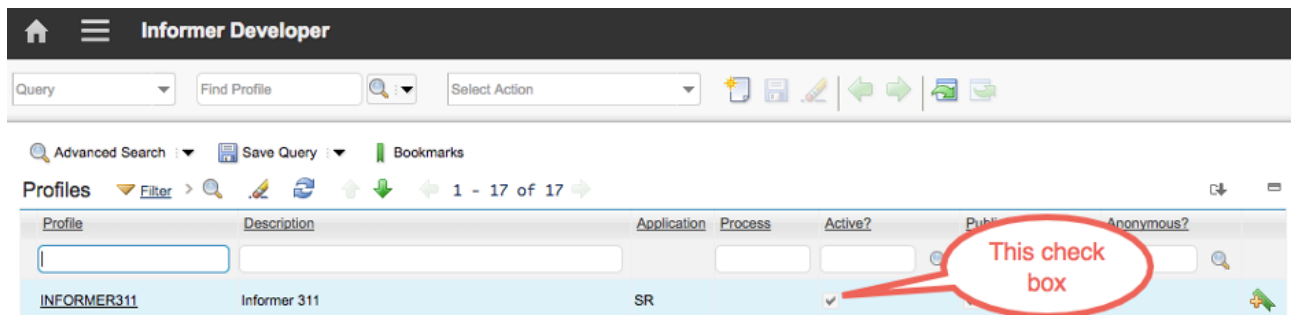 Informer Developer
Query Find Profile Select Action
Advanced Search Save Query Bookmarks
Profiles Filter > 1 - 17 of 17
Profile Description Application Process Active? Anonymous?
This check
box
INFORMER311 Informer 311 SR